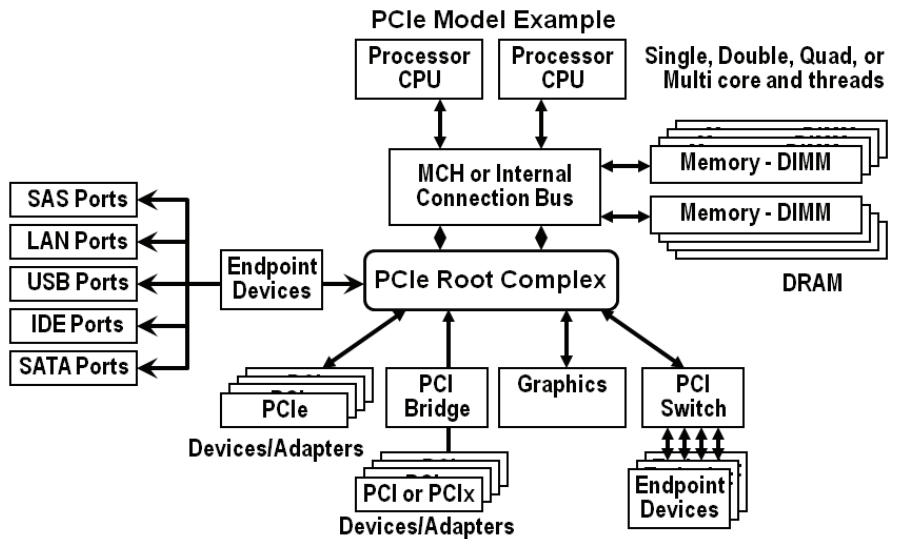 PCIe Model Example
Processor
CPU
Processor
CPU
Single, Double, Quad, or
Multi core and threads
MCH or Internal
Connection Bus
Memory - DIMM
Memory - DIMM
DRAM
SAS Ports
LAN Ports
USB Ports
IDE Ports
SATA Ports
Endpoint
Devices
PCIe Root Complex
PCIe
Devices/Adapters
PCI
Bridge
Graphics
PCI
Switch
PCI or PCIx
Devices/Adapters
Endpoint
Devices